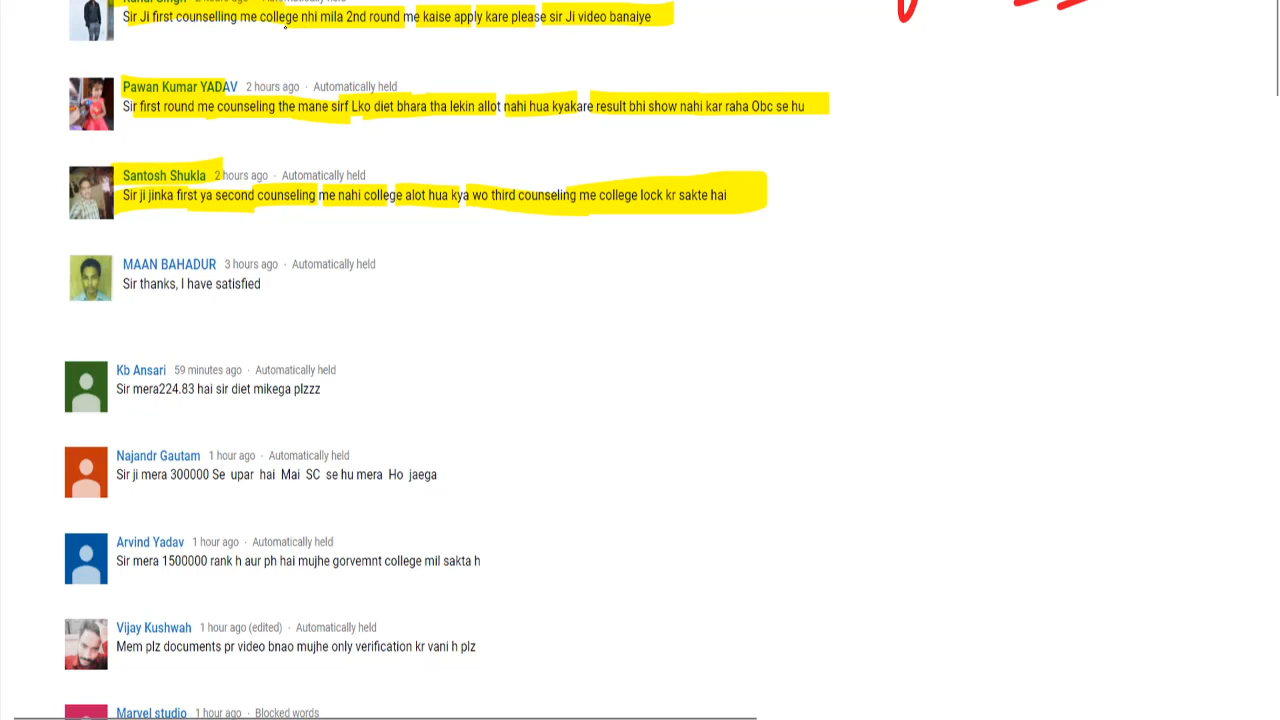 2 hours ago · Automatically held
Sir Ji first counselling me college nhi mila 2nd round me kaise apply kare please sir Ji video banaiye
Pawan Kumar YADAV 2 hours ago · Automatically held
Sir first round me counseling the mane sirf Lko diet bhara tha lekin allot nahi hua kyakare result bhi show nahi kar raha Obc se hu
Santosh Shukla 2 hours ago · Automatically held
Sir ji jinka first ya second counseling me nahi college alot hua kya wo third counseling me college lock kr sakte hai
MAAN BAHADUR 3 hours ago · Automatically held
Sir thanks, I have satisfied
Kb Ansari 59 minutes ago · Automatically held
Sir mera224.83 hai sir diet mikega plzzz
Najandr Gautam 1 hour ago · Automatically held
Sir ji mera 300000 Se upar hai Mai SC se hu mera Ho jaega
Arvind Yadav 1 hour ago · Automatically held
Sir mera 1500000 rank h aur ph hai mujhe gorvemnt college mil sakta h
Vijay Kushwah 1 hour ago (edited) · Automatically held
Mem plz documents pr video bnao mujhe only verification kr vani h plz
Marvel studio 1 hour ago · Blocked words